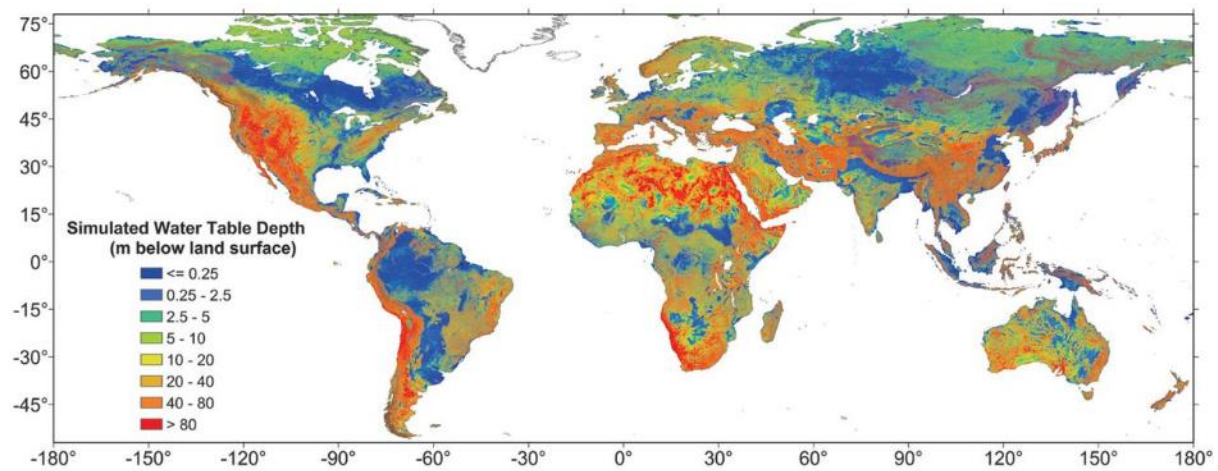 75°
60°
45°
30°
15°
0°
-15°
-30°
-45°
Simulated Water Table Depth
(m below land surface)
<= 0.25
0.25 - 2.5
2.5 - 5
5 - 10
10 - 20
20 - 40
40 - 80
> 80
-180° -150° -120° -90° -60° -30° 0° 30° 60° 90° 120° 150° 180°